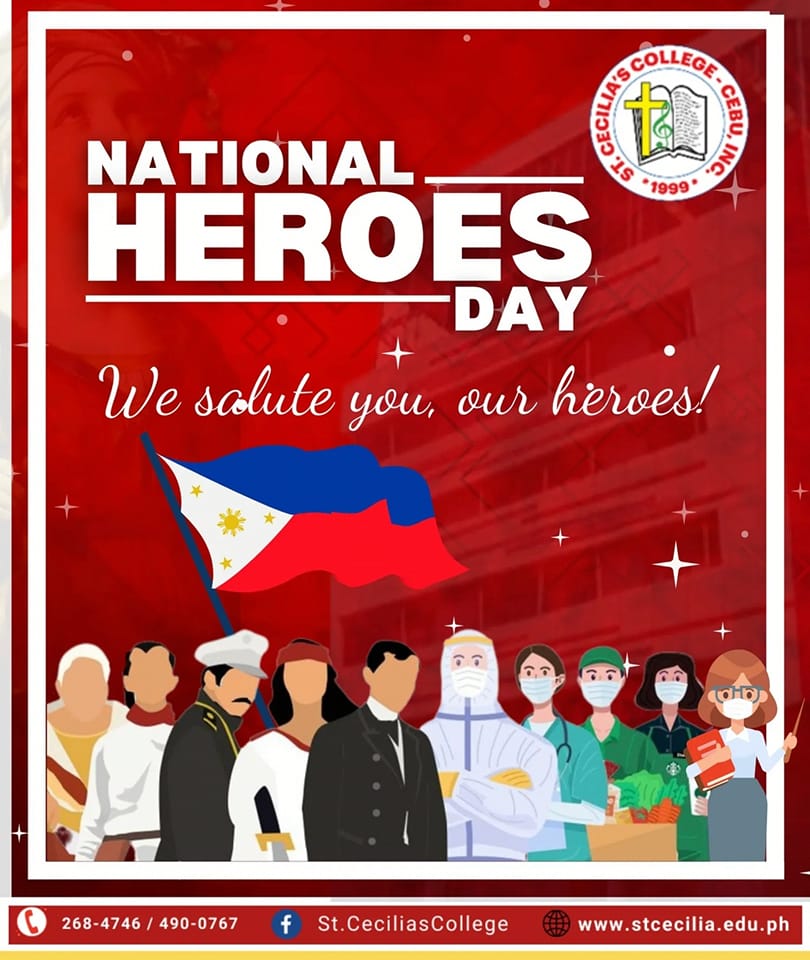 ST. CECILIA'S COLLEGE - CEBU, INC.
• 1999 •
NATIONAL
HEROES
DAY
We salute you, our heroes!
268-4746 / 490-0767
St.CeciliasCollege
www.stcecilia.edu.ph